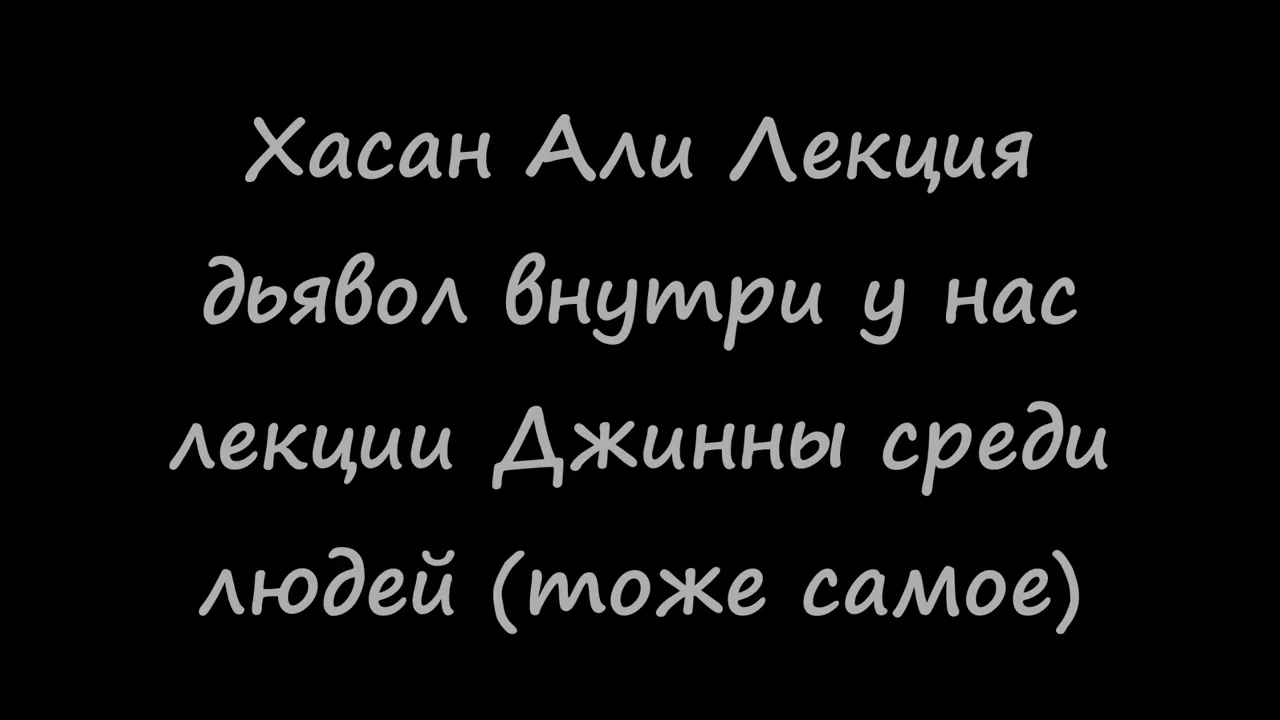 Хасан Али Лекция
дьявол внутри у нас
лекции Джинны среди
людей (тоже самое)